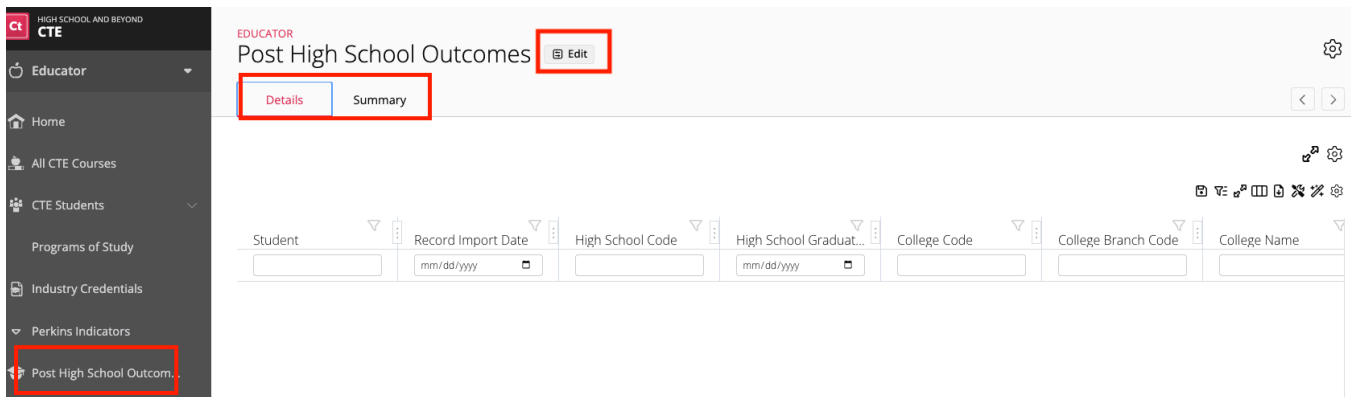 Ct
HIGH SCHOOL AND BEYOND
CTE
Educator
Home
All CTE Courses
CTE Students
Programs of Study
Industry Credentials
Perkins Indicators
Post High School Outcom...
EDUCATOR
Post High School Outcomes
Edit
Details Summary
Student Record Import Date High School Code High School Graduat... College Code College Branch Code College Name
mm/dd/yyyy mm/dd/yyyy